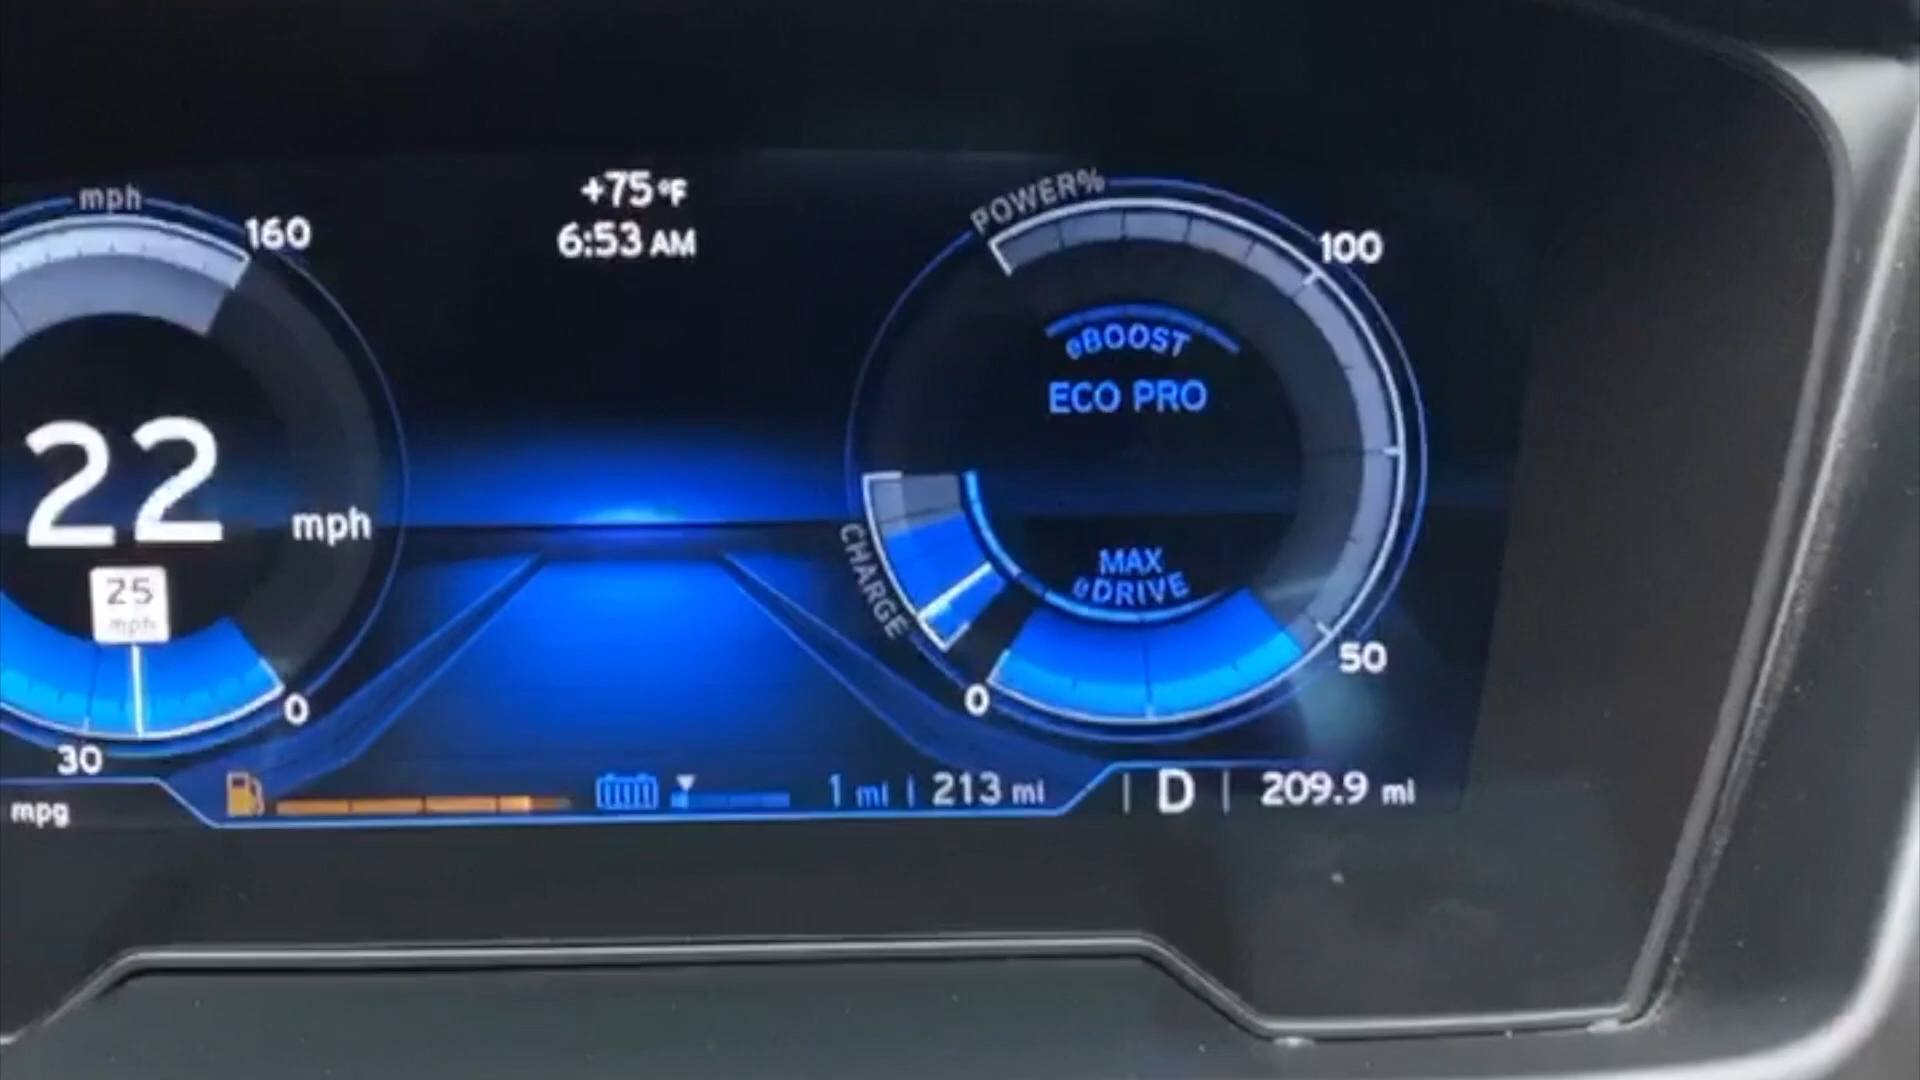 mph
160
22
mph
25
mph
0
30
mpg
+75°F
6:53 AM
POWER%
100
eBOOST
ECO PRO
CHARGE
MAX
eDRIVE
50
0
1 mi | 213 mi | D | 209.9 mi